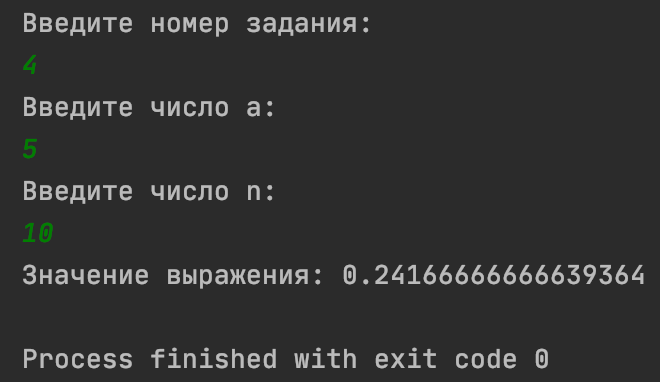 Введите номер задания:
4
Введите число a:
5
Введите число n:
10
Значение выражения: 0.24166666666639364
Process finished with exit code 0